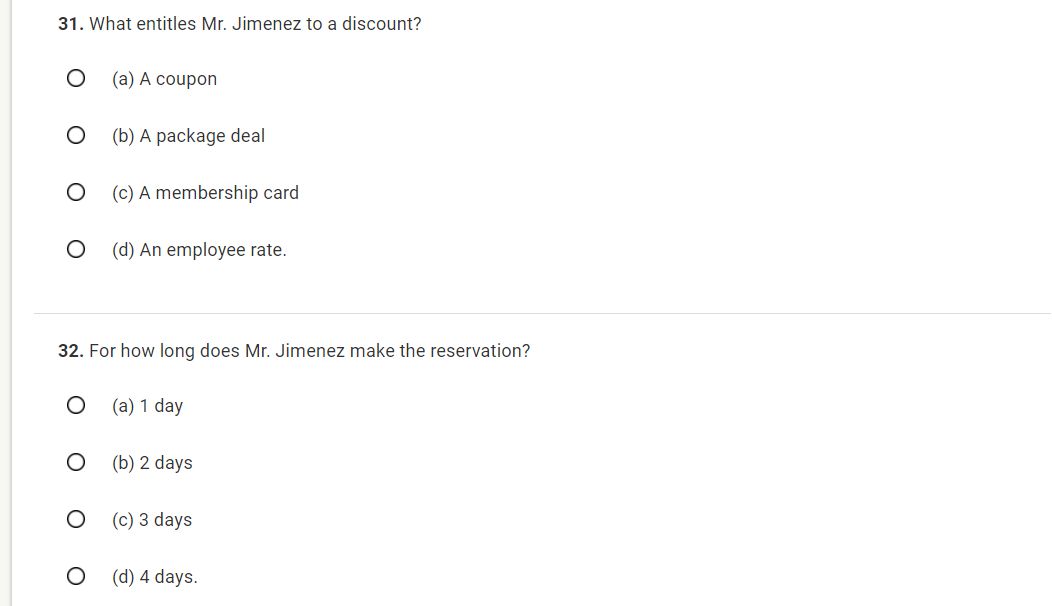 31. What entitles Mr. Jimenez to a discount?
(a) A coupon
(b) A package deal
(c) A membership card
(d) An employee rate.
32. For how long does Mr. Jimenez make the reservation?
(a) 1 day
(b) 2 days
(c) 3 days
(d) 4 days.